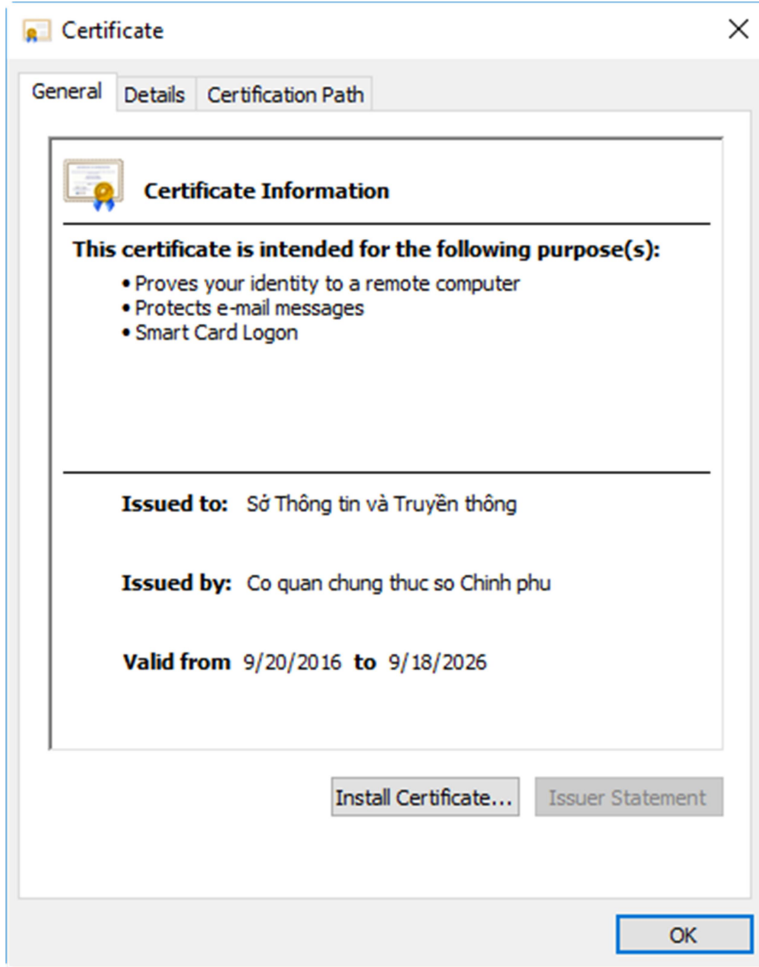 Certificate
General Details Certification Path
Certificate Information
This certificate is intended for the following purpose(s):
• Proves your identity to a remote computer
• Protects e-mail messages
• Smart Card Logon
Issued to: Sở Thông tin và Truyền thông
Issued by: Co quan chung thuc so Chinh phu
Valid from 9/20/2016 to 9/18/2026
Install Certificate... Issuer Statement
OK